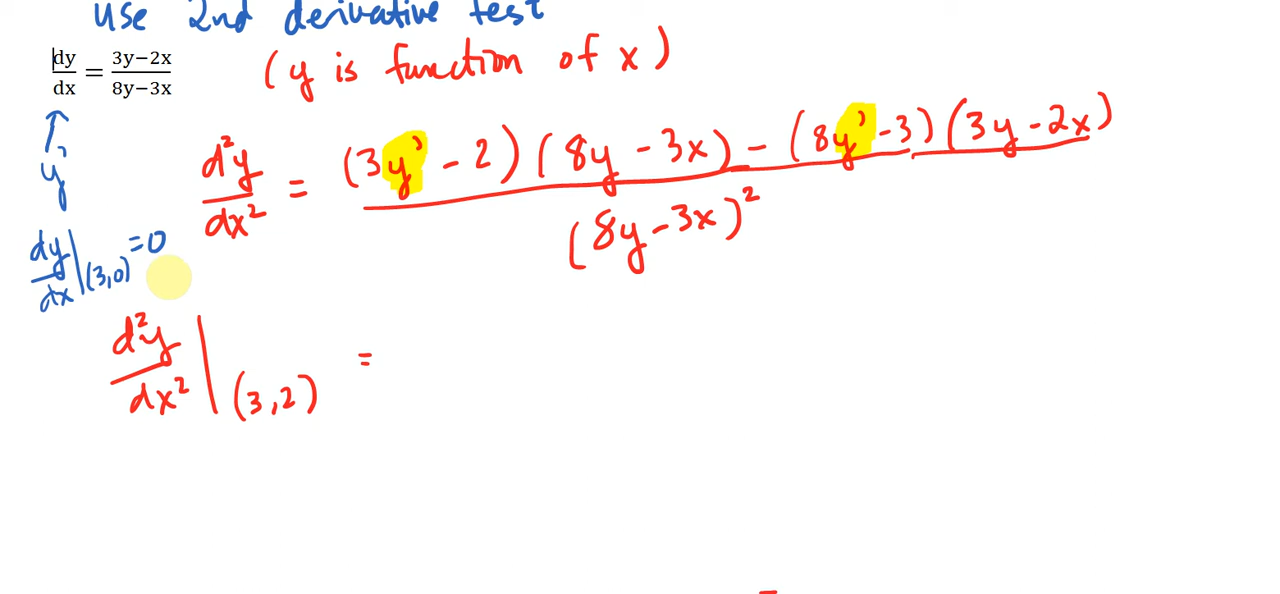 use 2nd derivative test
dy/dx = (3y−2x)/(8y−3x)
(y is function of x)
↑
y'
d²y/dx² = ((3y' - 2)(8y - 3x) - (8y' - 3)(3y - 2x))/(8y - 3x)²
dy/dx|(3,0) = 0
d²y/dx²|(3,2) =